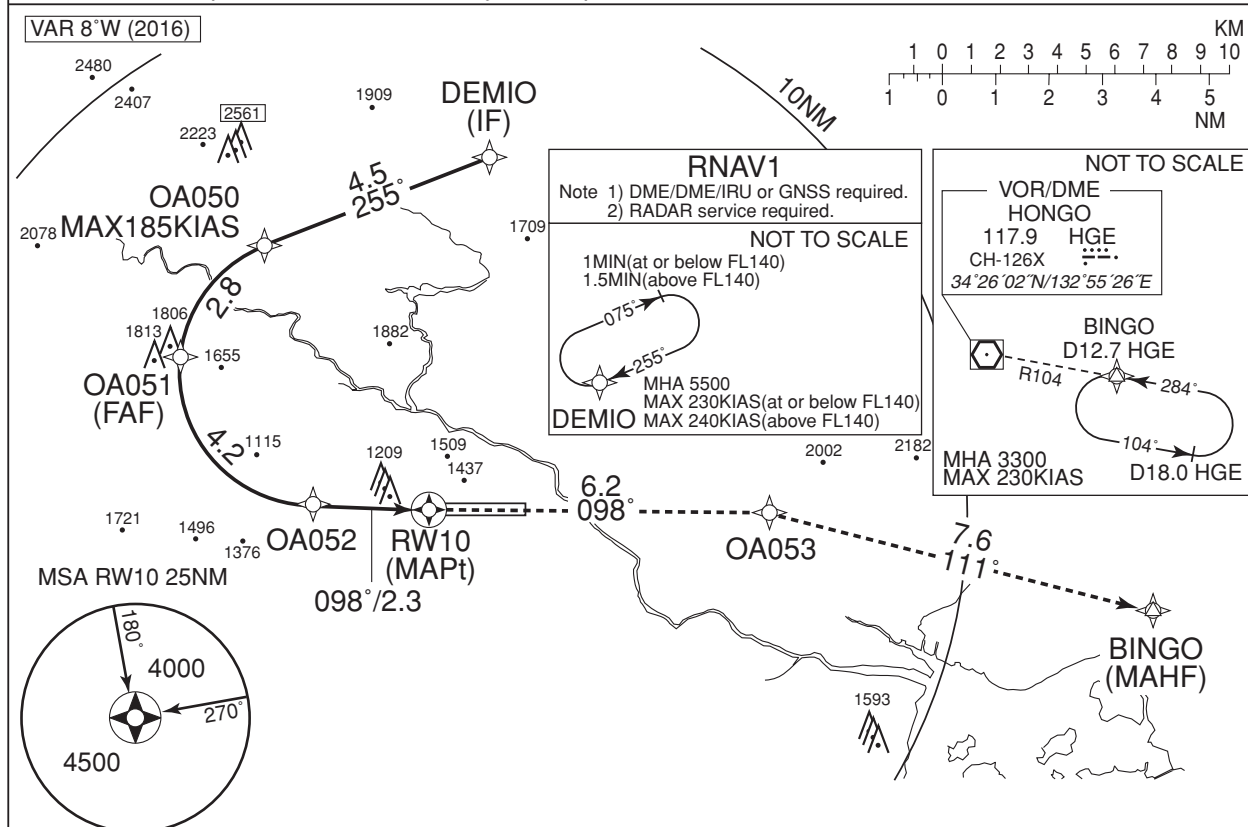 VAR 8°W (2016)
2480
2407
2561
2223
1909
DEMIO
(IF)
4.5
255°
OA050
MAX185KIAS
2078
2.8
1806
1813
1655
OA051
(FAF)
4.2
1115
1882
1709
10NM
1 0 1 2 3 4 5 6 7 8 9 10
KM
1 0 1 2 3 4 5
NM
RNAV1
Note 1) DME/DME/IRU or GNSS required.
2) RADAR service required.
NOT TO SCALE
1MIN(at or below FL140)
1.5MIN(above FL140)
075°
255°
DEMIO
MHA 5500
MAX 230KIAS(at or below FL140)
MAX 240KIAS(above FL140)
NOT TO SCALE
VOR/DME
HONGO
117.9 HGE
CH-126X
34°26´02˝N/132°55´26˝E
BINGO
D12.7 HGE
R104
284°
104°
D18.0 HGE
MHA 3300
MAX 230KIAS
1209
1509
1437
2002
2182
1721
1496
1376
OA052
RW10
(MAPt)
098°/2.3
6.2
098°
OA053
7.6
111°
BINGO
(MAHF)
1593
MSA RW10 25NM
180°
4000
270°
4500